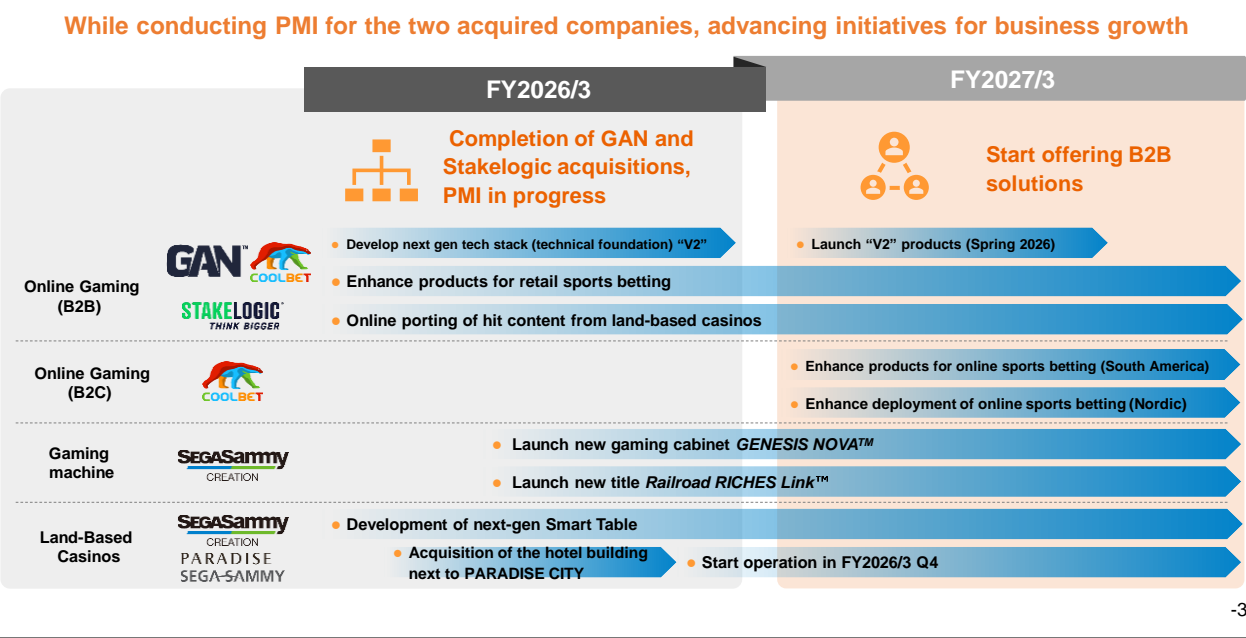 While conducting PMI for the two acquired companies, advancing initiatives for business growth
FY2026/3
FY2027/3
Completion of GAN and
Stakelogic acquisitions,
PMI in progress
Start offering B2B
solutions
Online Gaming
(B2B)
GAN™
COOLBET
STAKELOGIC
THINK BIGGER
● Develop next gen tech stack (technical foundation) “V2”
● Launch “V2” products (Spring 2026)
● Enhance products for retail sports betting
● Online porting of hit content from land-based casinos
Online Gaming
(B2C)
COOLBET
● Enhance products for online sports betting (South America)
● Enhance deployment of online sports betting (Nordic)
Gaming
machine
SEGASammy
CREATION
● Launch new gaming cabinet GENESIS NOVA™
● Launch new title Railroad RICHES Link™
Land-Based
Casinos
SEGASammy
CREATION
PARADISE
SEGA SAMMY
● Development of next-gen Smart Table
● Acquisition of the hotel building
next to PARADISE CITY
● Start operation in FY2026/3 Q4
-3